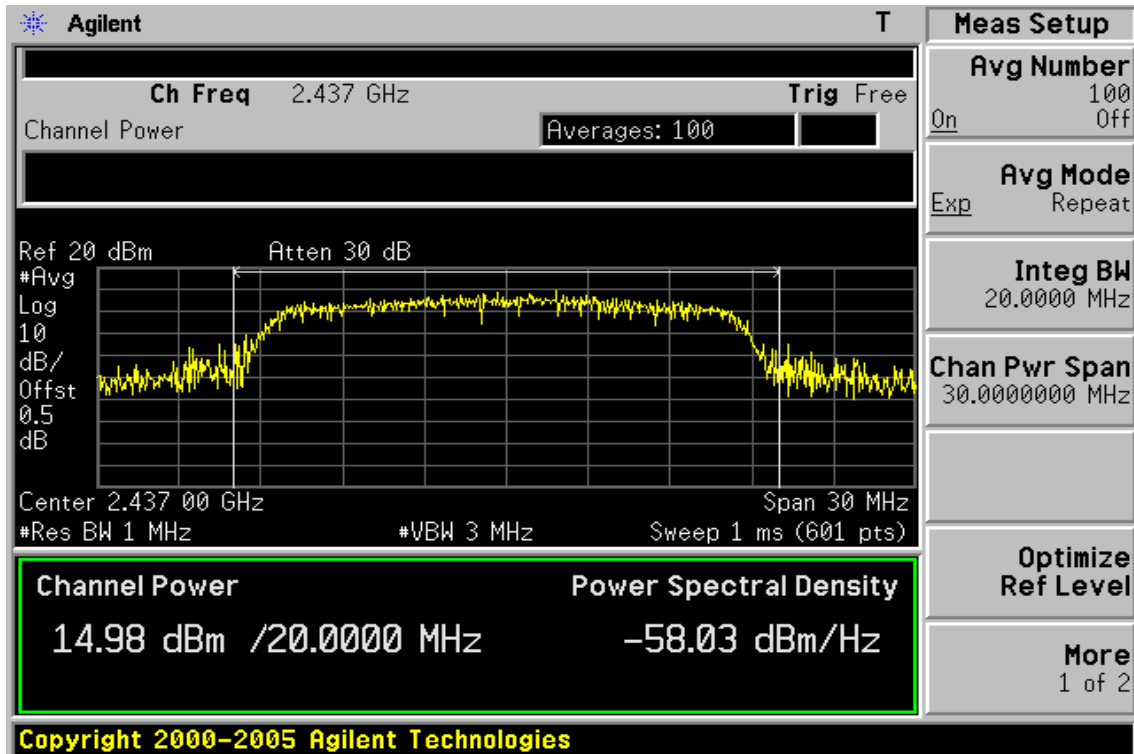 Agilent T
Ch Freq 2.437 GHz Trig Free
Channel Power Averages: 100
Ref 20 dBm Atten 30 dB
#Avg
Log
10
dB/
Offst
0.5
dB
Center 2.437 00 GHz Span 30 MHz
#Res BW 1 MHz #VBW 3 MHz Sweep 1 ms (601 pts)
Channel Power Power Spectral Density
14.98 dBm /20.0000 MHz -58.03 dBm/Hz
Meas Setup
Avg Number
100
On Off
Avg Mode
Exp Repeat
Integ BW
20.0000 MHz
Chan Pwr Span
30.0000000 MHz
Optimize
Ref Level
More
1 of 2
Copyright 2000-2005 Agilent Technologies